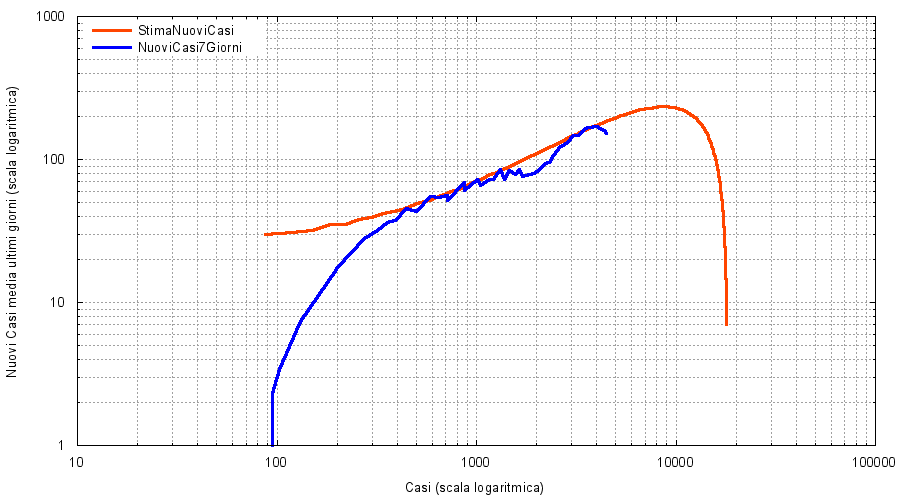 1000
StimaNuoviCasi
NuoviCasi7Giorni
100
10
1
Nuovi Casi media ultimi giorni (scala logaritmica)
10 100 1000 10000 100000
Casi (scala logaritmica)